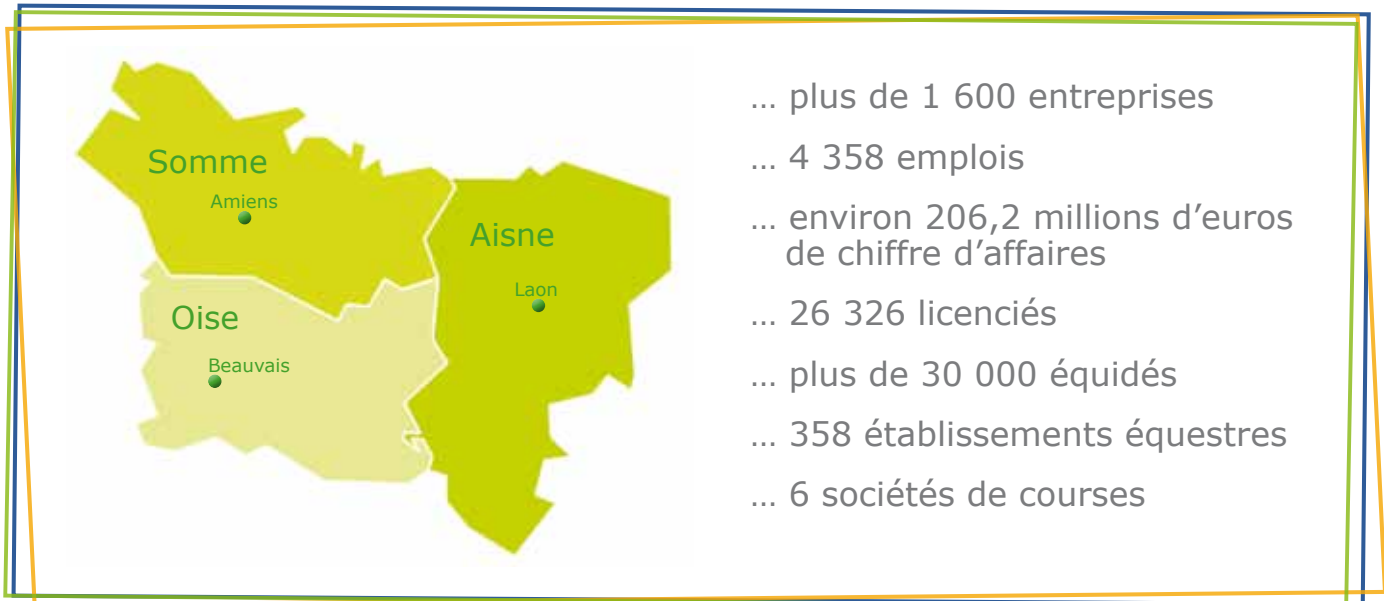 Somme
Amiens
Aisne
Laon
Oise
Beauvais
… plus de 1 600 entreprises
… 4 358 emplois
… environ 206,2 millions d’euros
de chiffre d’affaires
… 26 326 licenciés
… plus de 30 000 équidés
… 358 établissements équestres
… 6 sociétés de courses